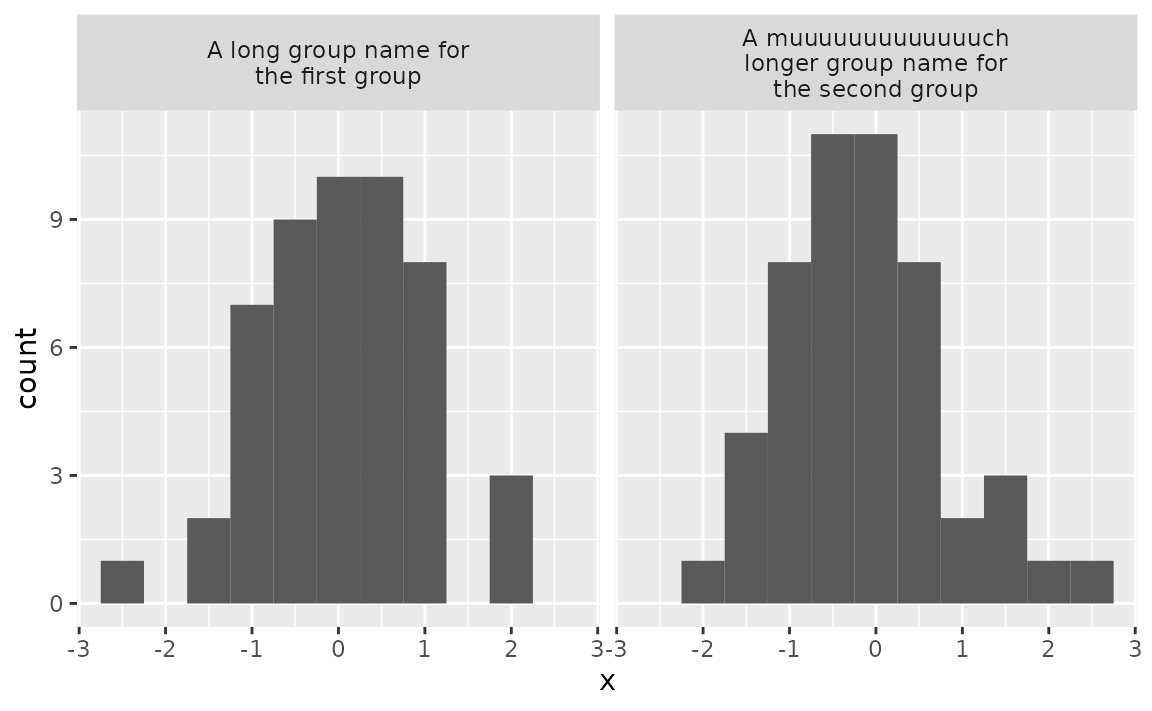 A long group name for
the first group
A muuuuuuuuuuuuuch
longer group name for
the second group
count
9
6
3
0
-3 -2 -1 0 1 2 3
-3 -2 -1 0 1 2 3
x